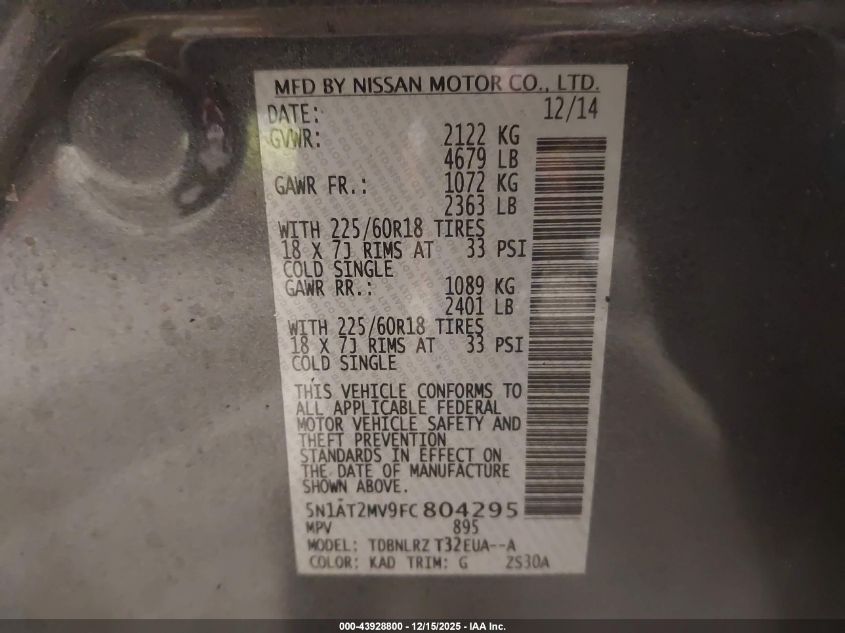 MFD BY NISSAN MOTOR CO., LTD.
DATE: 12/14
GVWR: 2122 KG
4679 LB
GAWR FR.: 1072 KG
2363 LB
WITH 225/60R18 TIRES
18 X 7J RIMS AT 33 PSI
COLD SINGLE
GAWR RR.: 1089 KG
2401 LB
WITH 225/60R18 TIRES
18 X 7J RIMS AT 33 PSI
COLD SINGLE
THIS VEHICLE CONFORMS TO
ALL APPLICABLE FEDERAL
MOTOR VEHICLE SAFETY AND
THEFT PREVENTION
STANDARDS IN EFFECT ON
THE DATE OF MANUFACTURE
SHOWN ABOVE.
5N1AT2MV9FC804295
MPV 895
MODEL: TDBNLRZ T32EUA--A
COLOR: KAD TRIM: G ZS30A
000-43928800 - 12/15/2025 - IAA Inc.